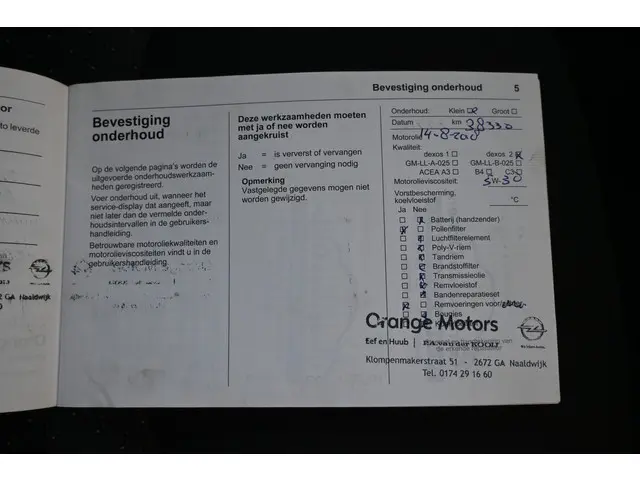 or
to leverde
GA Naaldwijk
Bevestiging onderhoud 5
Bevestiging
onderhoud
Op de volgende pagina's worden de
uitgevoerde onderhoudswerkzaam-
heden geregistreerd.
Voer onderhoud uit, wanneer het
service-display dat aangeeft, maar
niet later dan de vermelde onder-
houdsintervallen in de gebruikers-
handleiding.
Betrouwbare motoroliekwaliteiten en
motorolieviscositeiten vindt u in de
gebruikershandleiding
Deze werkzaamheden moeten
met ja of nee worden
aangekruist
Ja = is ververst of vervangen
Nee = geen vervanging nodig
Opmerking
Vastgelegde gegevens mogen niet
worden gewijzigd.
Onderhoud: Klein Groot
Datum km 38330
Motorolie
Kwaliteit:
dexos 1 dexos 2
GM-LL-A-025 GM-LL-B-025
ACEA A3 B4 C3
Motorolieviscositeit: 5W-30
Vorstbescherming,
koelvloeistof °C
Ja Nee
Batterij (handzender)
Pollenfilter
Luchtfilterelement
Poly-V-riem
Tandriem
Brandstoffilter
Transmissieolie
Remvloeistof
Bandenreparatieset
Remvoeringen voor
Bougies
Orange Motors
Eef en Huub
Klompenmakerstraat 51 - 2672 GA Naaldwijk
Tel. 0174 29 16 60